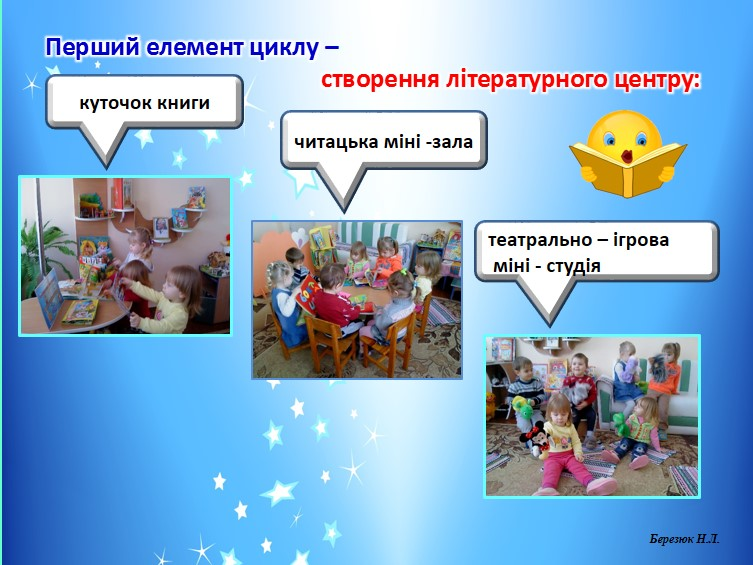 Перший елемент циклу –
створення літературного центру:
куточок книги
читацька міні -зала
театрально – ігрова
міні - студія
Березюк Н.Л.